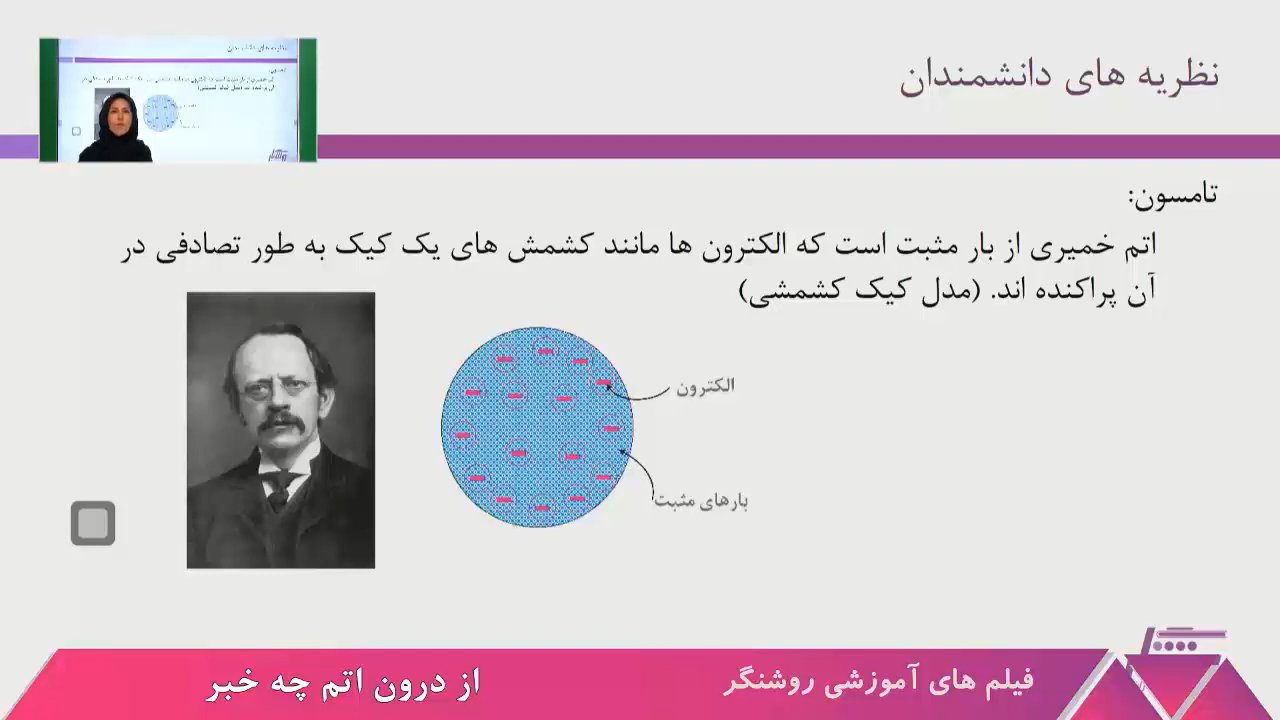 نظریه های دانشمندان
تامسون:
اتم خمیری از بار مثبت است که الکترون ها مانند کشمش های یک کیک به طور تصادفی در
آن پراکنده اند. (مدل کیک کشمشی)
الکترون
بارهای مثبت
فیلم های آموزشی روشنگر
از درون اتم چه خبر